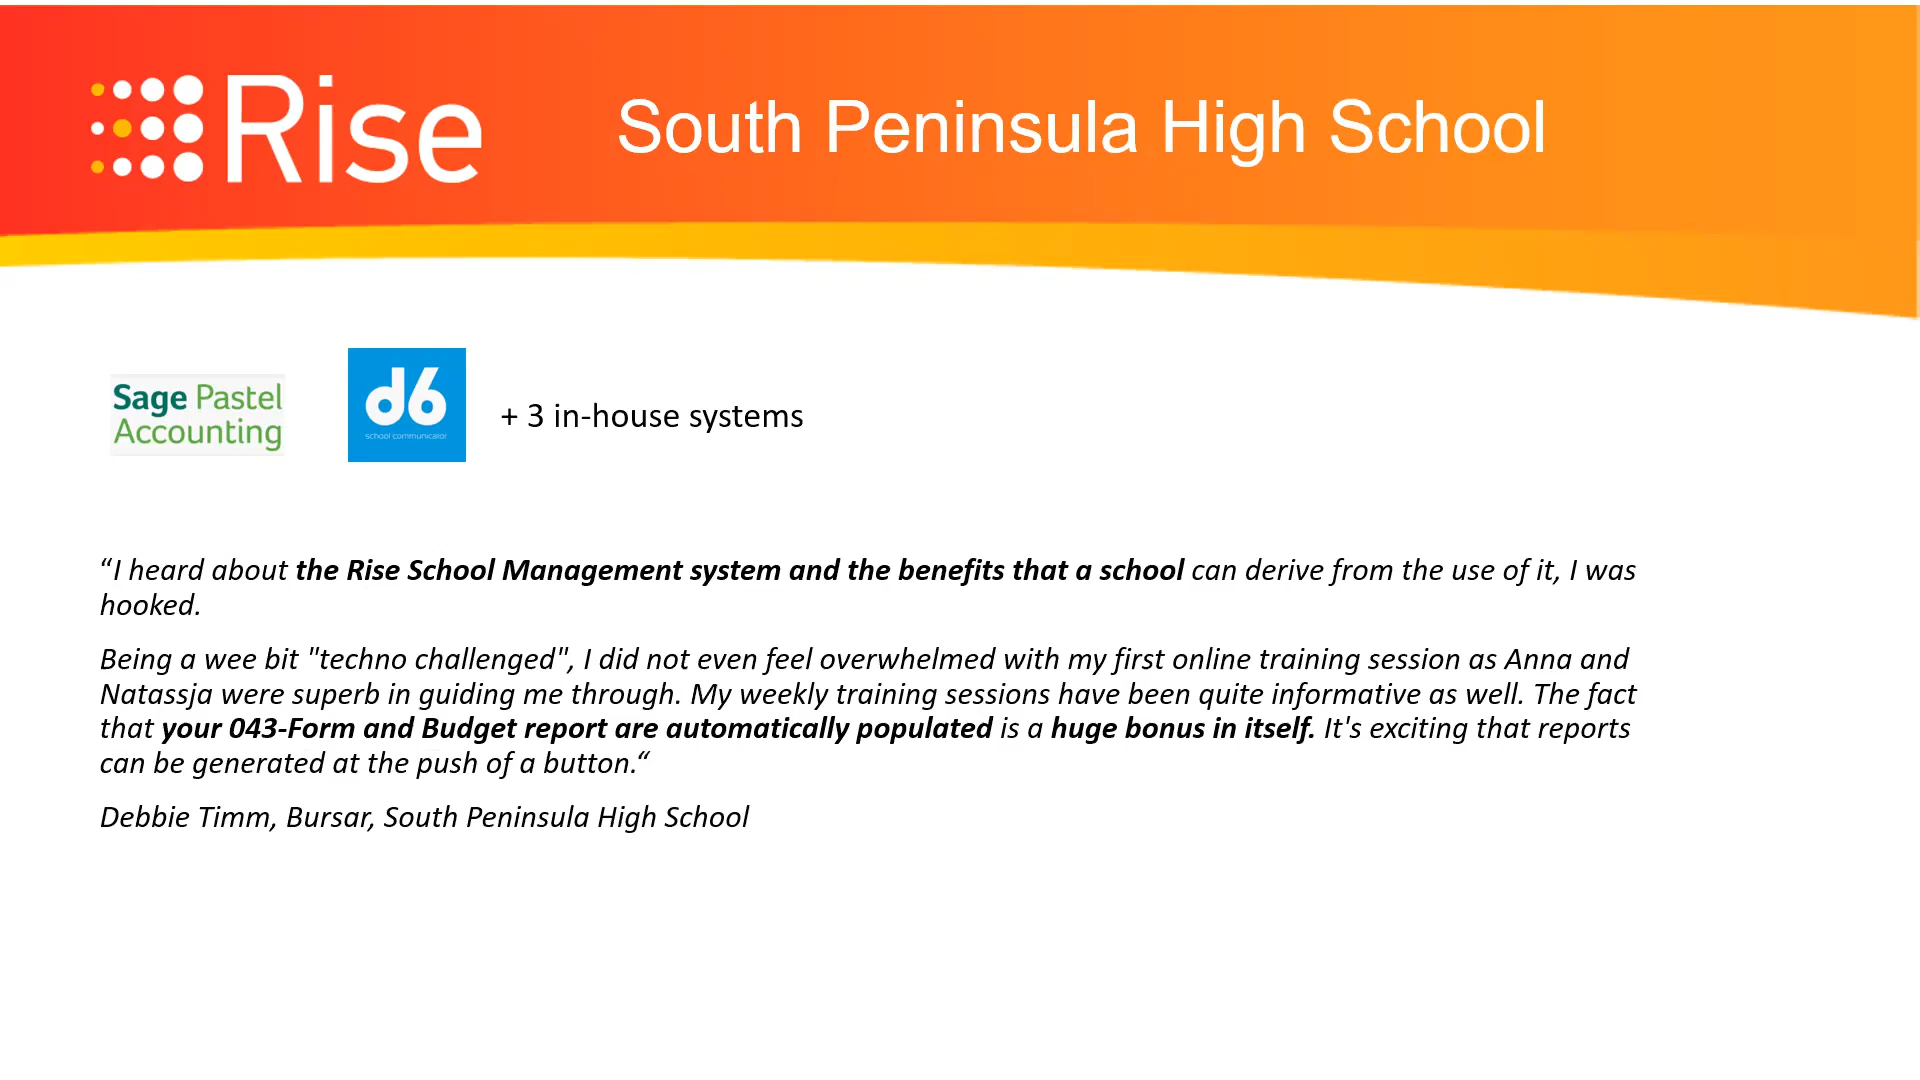 Rise
South Peninsula High School
Sage Pastel
Accounting
d6
school communicator
+ 3 in-house systems
“I heard about the Rise School Management system and the benefits that a school can derive from the use of it, I was
hooked.
Being a wee bit "techno challenged", I did not even feel overwhelmed with my first online training session as Anna and
Natassja were superb in guiding me through. My weekly training sessions have been quite informative as well. The fact
that your 043-Form and Budget report are automatically populated is a huge bonus in itself. It's exciting that reports
can be generated at the push of a button.“
Debbie Timm, Bursar, South Peninsula High School